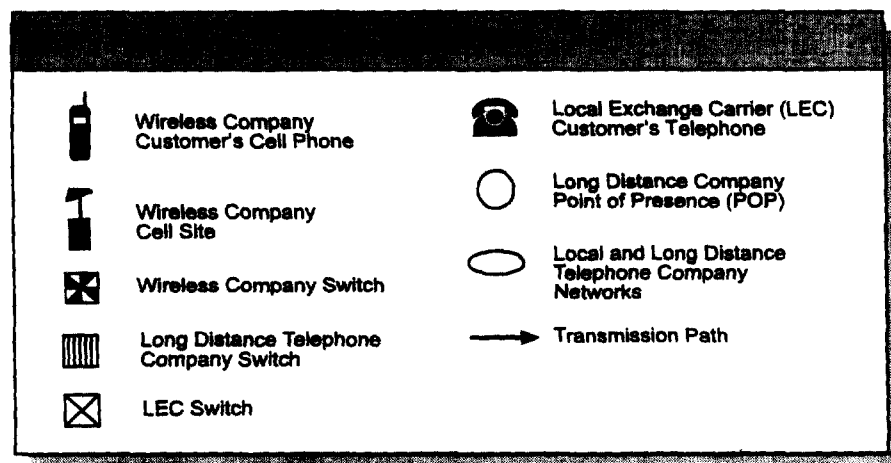 Wireless Company
Customer's Cell Phone
Wireless Company
Cell Site
Wireless Company Switch
Long Distance Telephone
Company Switch
LEC Switch
Local Exchange Carrier (LEC)
Customer's Telephone
Long Distance Company
Point of Presence (POP)
Local and Long Distance
Telephone Company
Networks
Transmission Path